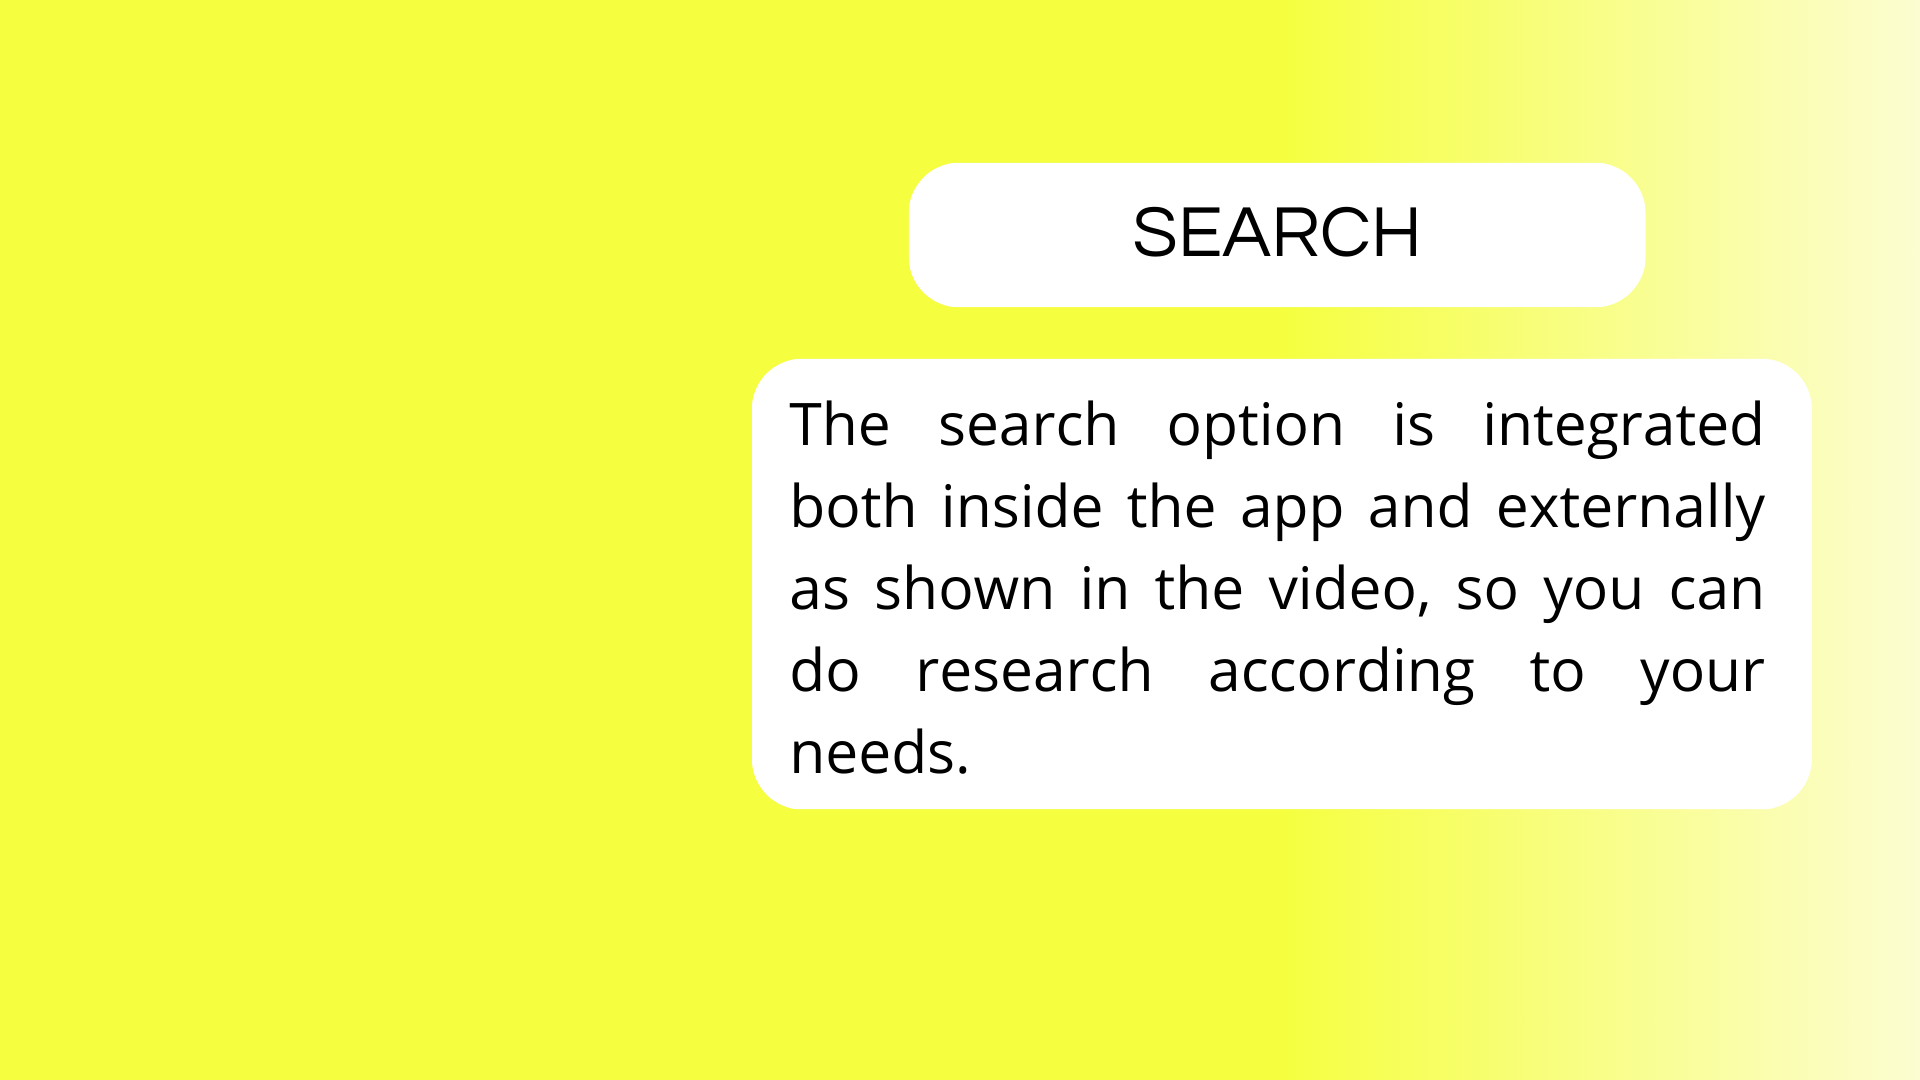 SEARCH
The search option is integrated
both inside the app and externally
as shown in the video, so you can
do research according to your
needs.